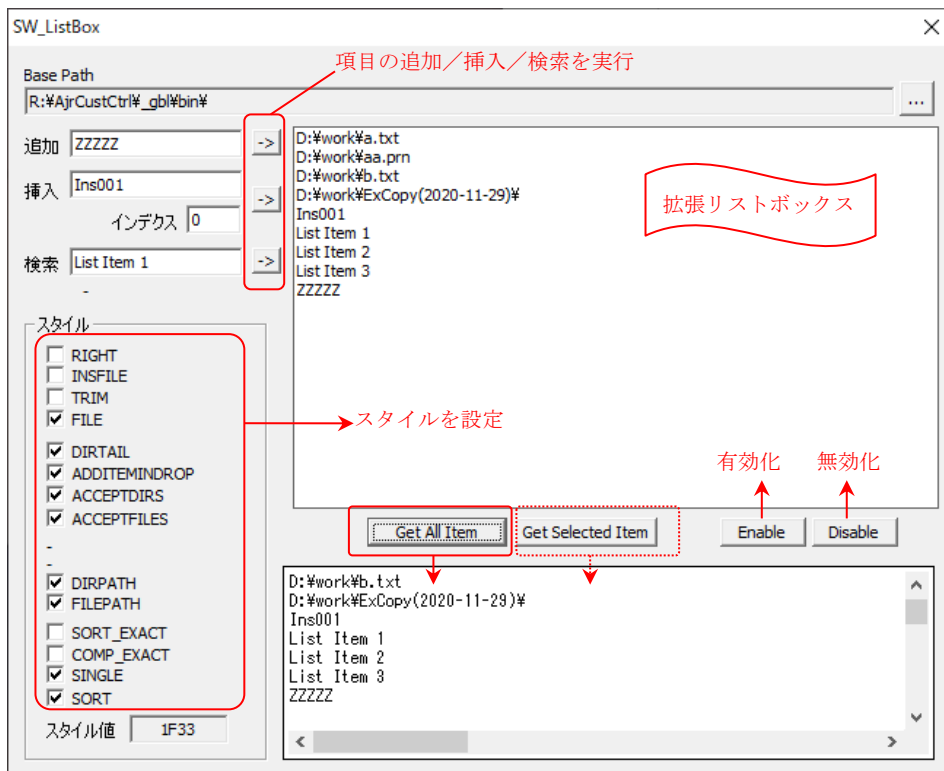 SW_ListBox
項目の追加／挿入／検索を実行
Base Path
R:¥AjrCustCtrl¥_gbl¥bin¥
...
追加 ZZZZZ ->
挿入 Ins001 ->
インデクス 0
検索 List Item 1 ->
-
D:¥work¥a.txt
D:¥work¥aa.prn
D:¥work¥b.txt
D:¥work¥ExCopy(2020-11-29)¥
Ins001
List Item 1
List Item 2
List Item 3
ZZZZZ
拡張リストボックス
スタイル
RIGHT
INSFILE
TRIM
FILE
DIRTAIL
ADDITEMINDROP
ACCEPTDIRS
ACCEPTFILES
-
-
DIRPATH
FILEPATH
SORT_EXACT
COMP_EXACT
SINGLE
SORT
スタイル値 1F33
スタイルを設定
有効化 無効化
Get All Item Get Selected Item Enable Disable
D:¥work¥b.txt
D:¥work¥ExCopy(2020-11-29)¥
Ins001
List Item 1
List Item 2
List Item 3
ZZZZZ